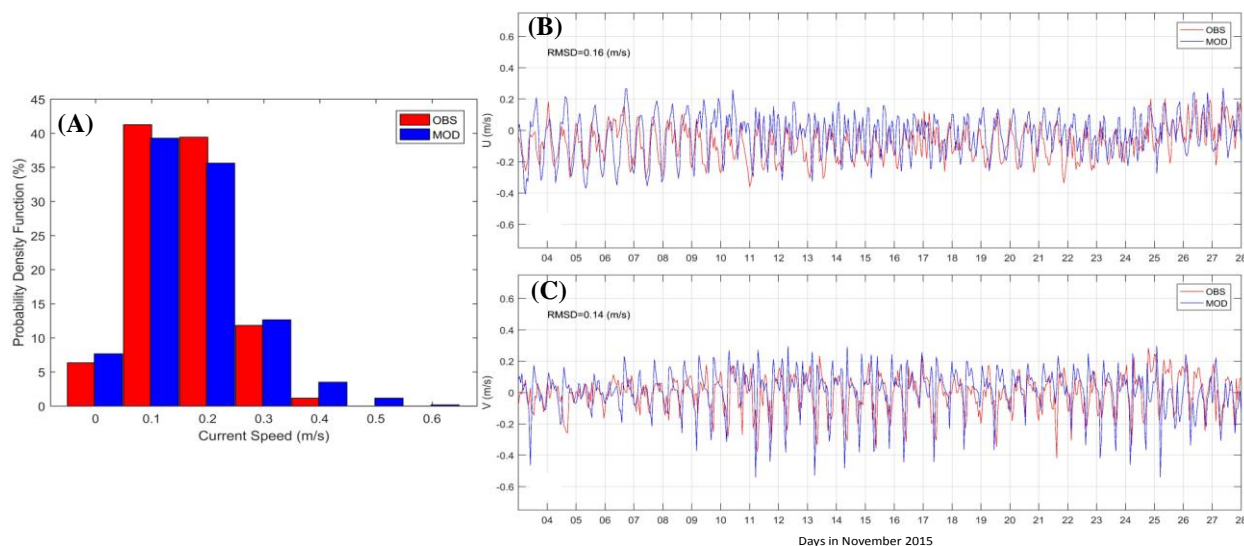 (A)
OBS
MOD
Probability Density Function (%)
45
40
35
30
25
20
15
10
5
0
0 0.1 0.2 0.3 0.4 0.5 0.6
Current Speed (m/s)
(B)
OBS
MOD
RMSD=0.16 (m/s)
U (m/s)
0.6
0.4
0.2
0
-0.2
-0.4
-0.6
04 05 06 07 08 09 10 11 12 13 14 15 16 17 18 19 20 21 22 23 24 25 26 27 28
(C)
OBS
MOD
RMSD=0.14 (m/s)
V (m/s)
0.6
0.4
0.2
0
-0.2
-0.4
-0.6
04 05 06 07 08 09 10 11 12 13 14 15 16 17 18 19 20 21 22 23 24 25 26 27 28
Days in November 2015